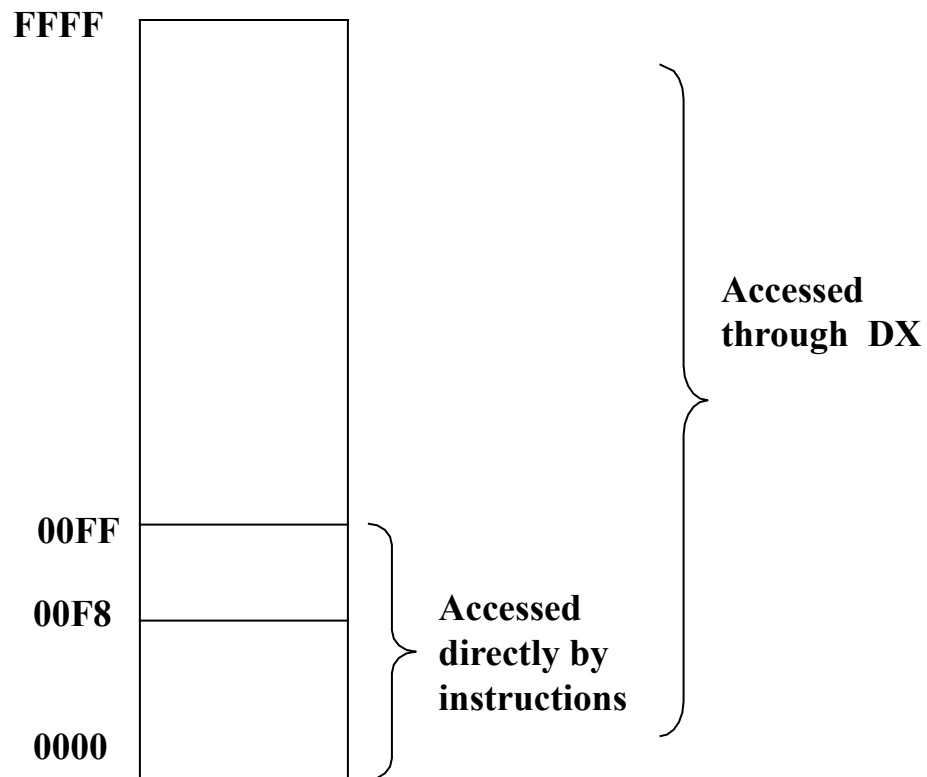 FFFF
Accessed
through DX
00FF
00F8
Accessed
directly by
instructions
0000